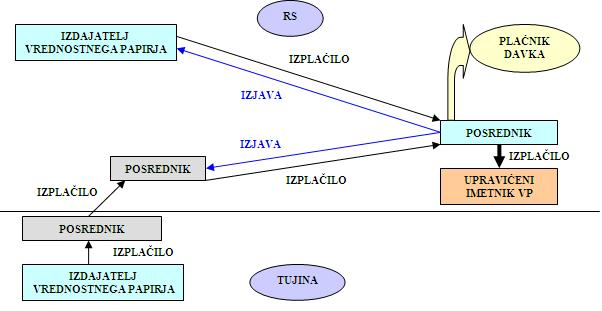 RS
IZDAJATELJ
VREDNOSTNEGA PAPIRJA
PLAČNIK
DAVKA
IZPLAČILO
IZJAVA
POSREDNIK
IZJAVA
IZPLAČILO
POSREDNIK
IZPLAČILO
UPRAVIČENI
IMETNIK VP
IZPLAČILO
POSREDNIK
IZPLAČILO
IZDAJATELJ
VREDNOSTNEGA PAPIRJA
TUJINA